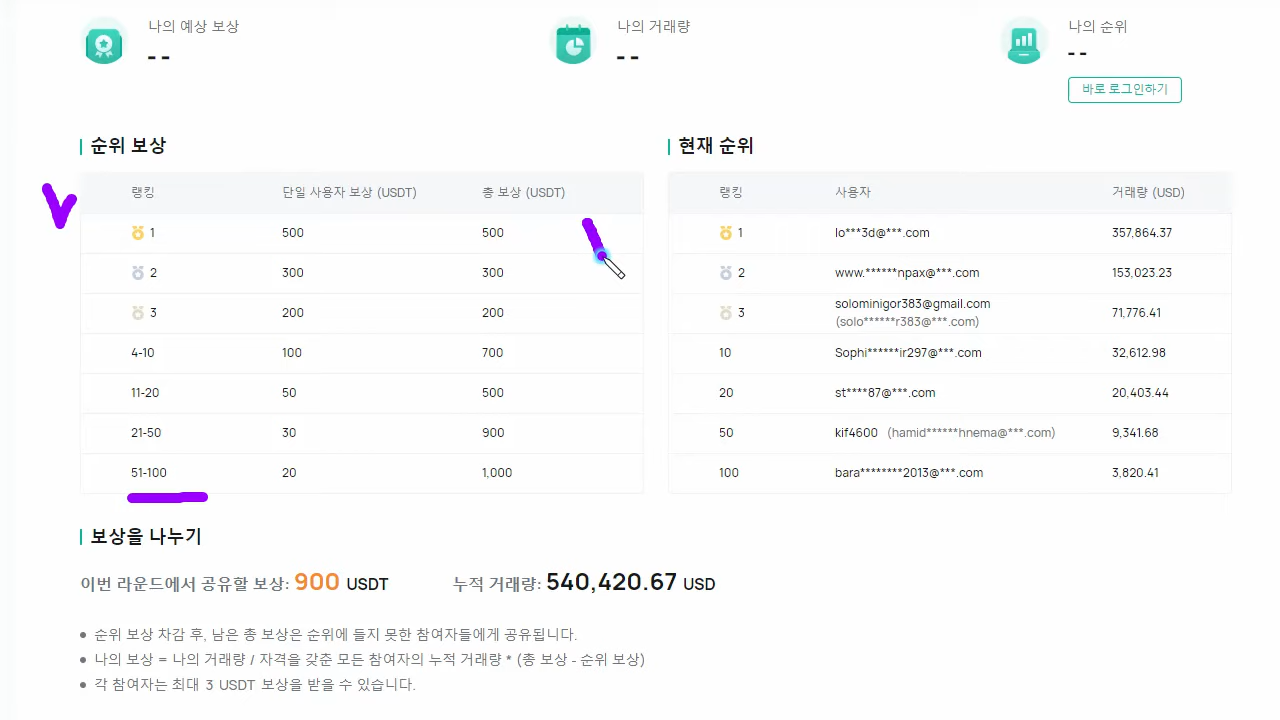 나의 예상 보상
--
나의 거래량
--
나의 순위
--
바로 로그인하기
순위 보상
랭킹 단일 사용자 보상 (USDT) 총 보상 (USDT)
1 500 500
2 300 300
3 200 200
4-10 100 700
11-20 50 500
21-50 30 900
51-100 20 1,000
현재 순위
랭킹 사용자 거래량 (USD)
1 lo***3d@***.com 357,864.37
2 www.******npax@***.com 153,023.23
3 solominigor383@gmail.com 71,776.41
(solo******r383@***.com)
10 Sophi******ir297@***.com 32,612.98
20 st****87@***.com 20,403.44
50 kif4600 (hamid******hnema@***.com) 9,341.68
100 bara********2013@***.com 3,820.41
보상을 나누기
이번 라운드에서 공유할 보상: 900 USDT 누적 거래량: 540,420.67 USD
• 순위 보상 차감 후, 남은 총 보상은 순위에 들지 못한 참여자들에게 공유됩니다.
• 나의 보상 = 나의 거래량 / 자격을 갖춘 모든 참여자의 누적 거래량 * (총 보상 - 순위 보상)
• 각 참여자는 최대 3 USDT 보상을 받을 수 있습니다.